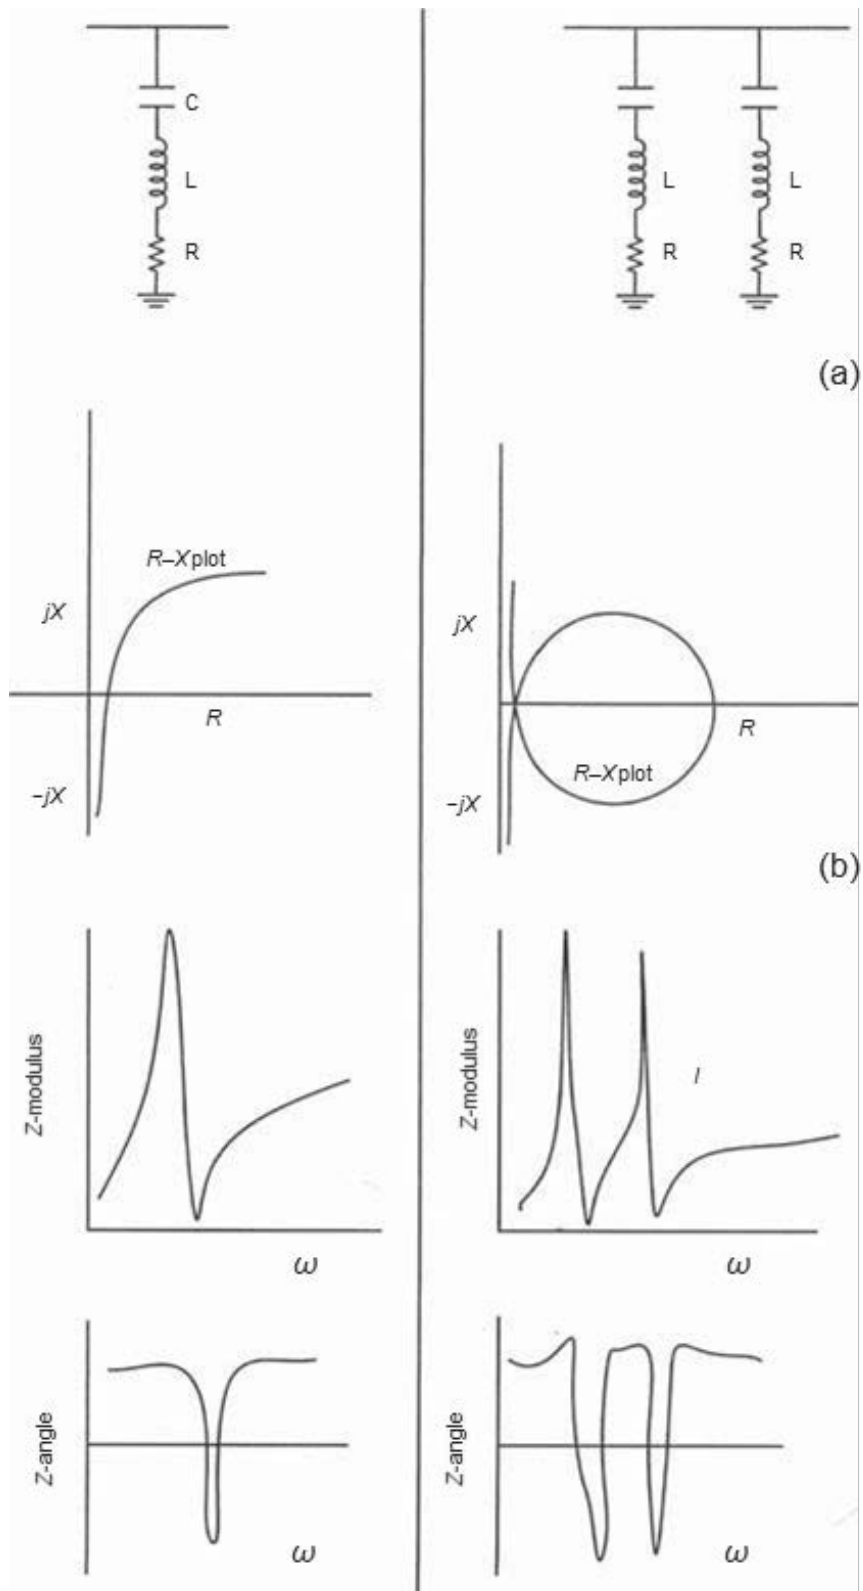 C
L
R
L
L
R
R
(a)
R–X plot
jX
R
–jX
jX
R
R–X plot
–jX
(b)
Z-modulus
ω
Z-modulus
I
ω
Z-angle
ω
Z-angle
ω